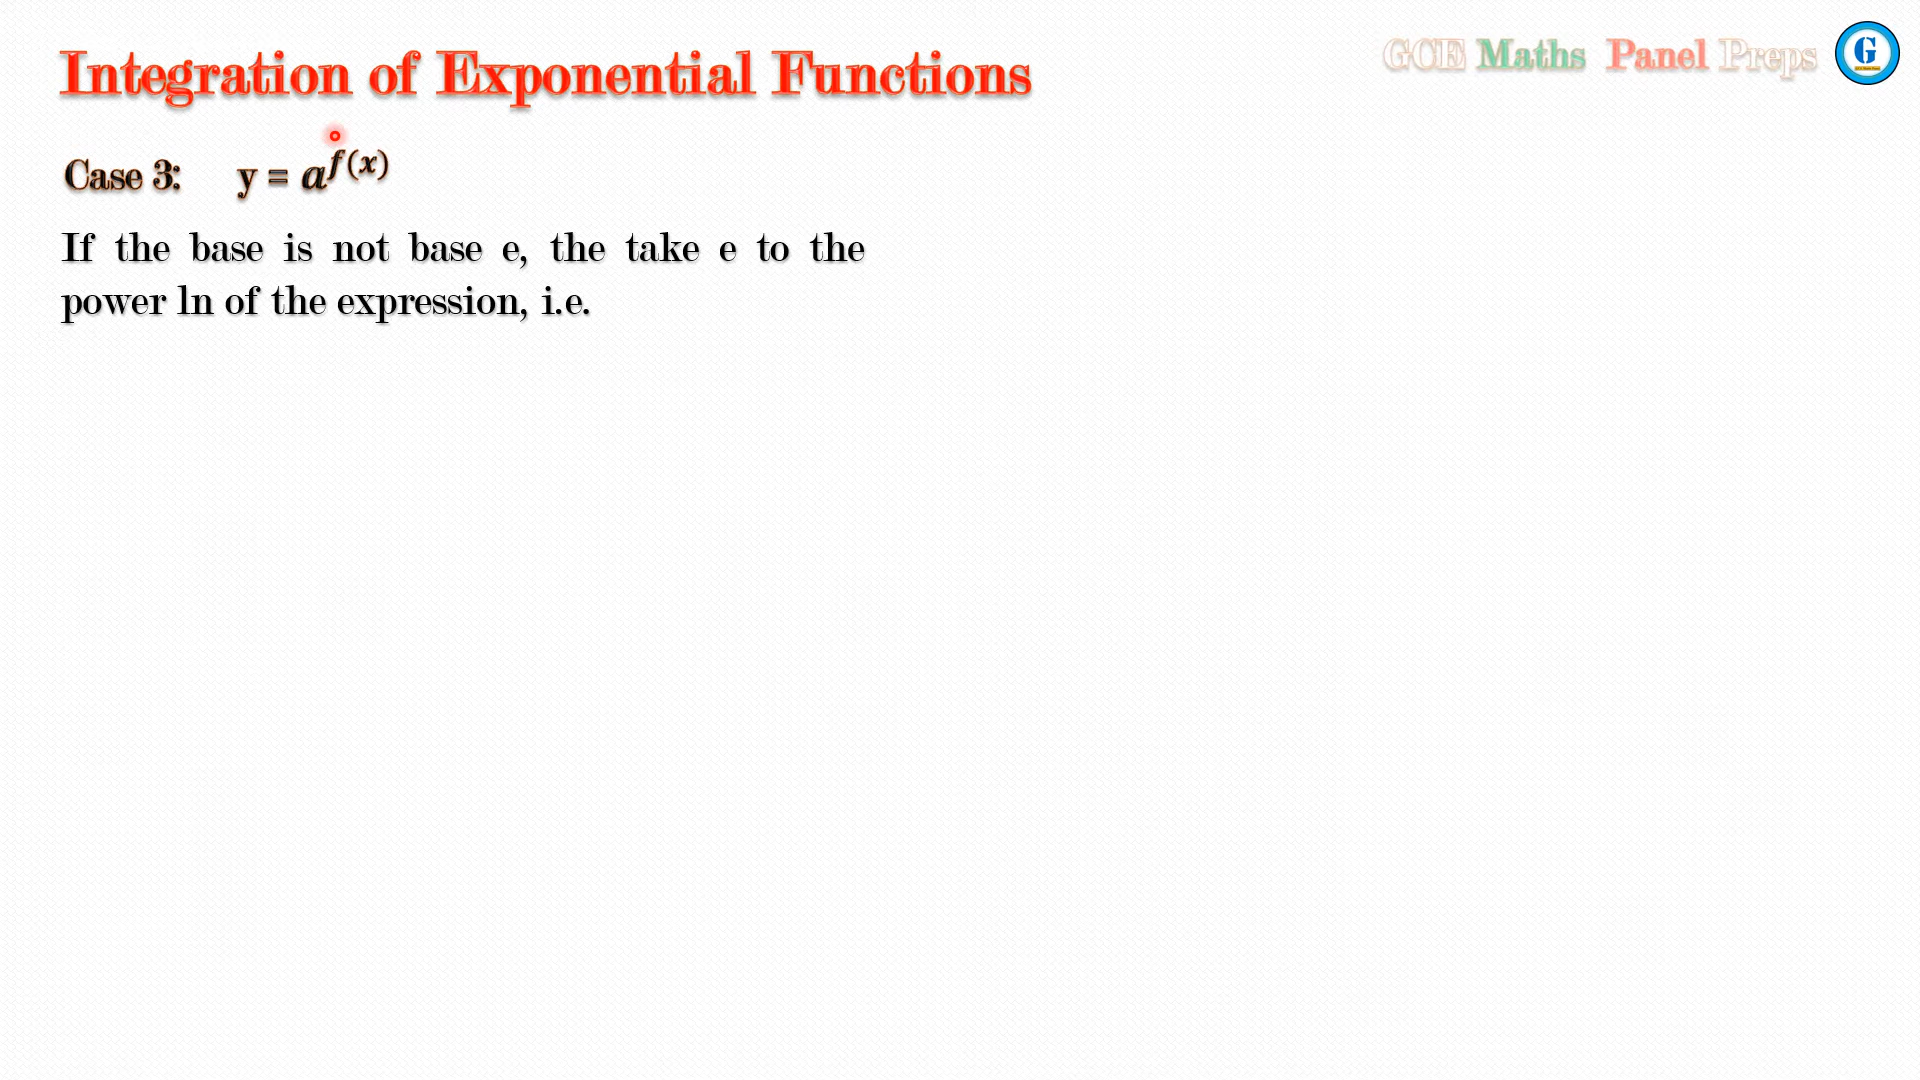 Integration of Exponential Functions
GCE Maths Panel Preps
G
Case 3: y = a^{f(x)}
If the base is not base e, the take e to the
power ln of the expression, i.e.